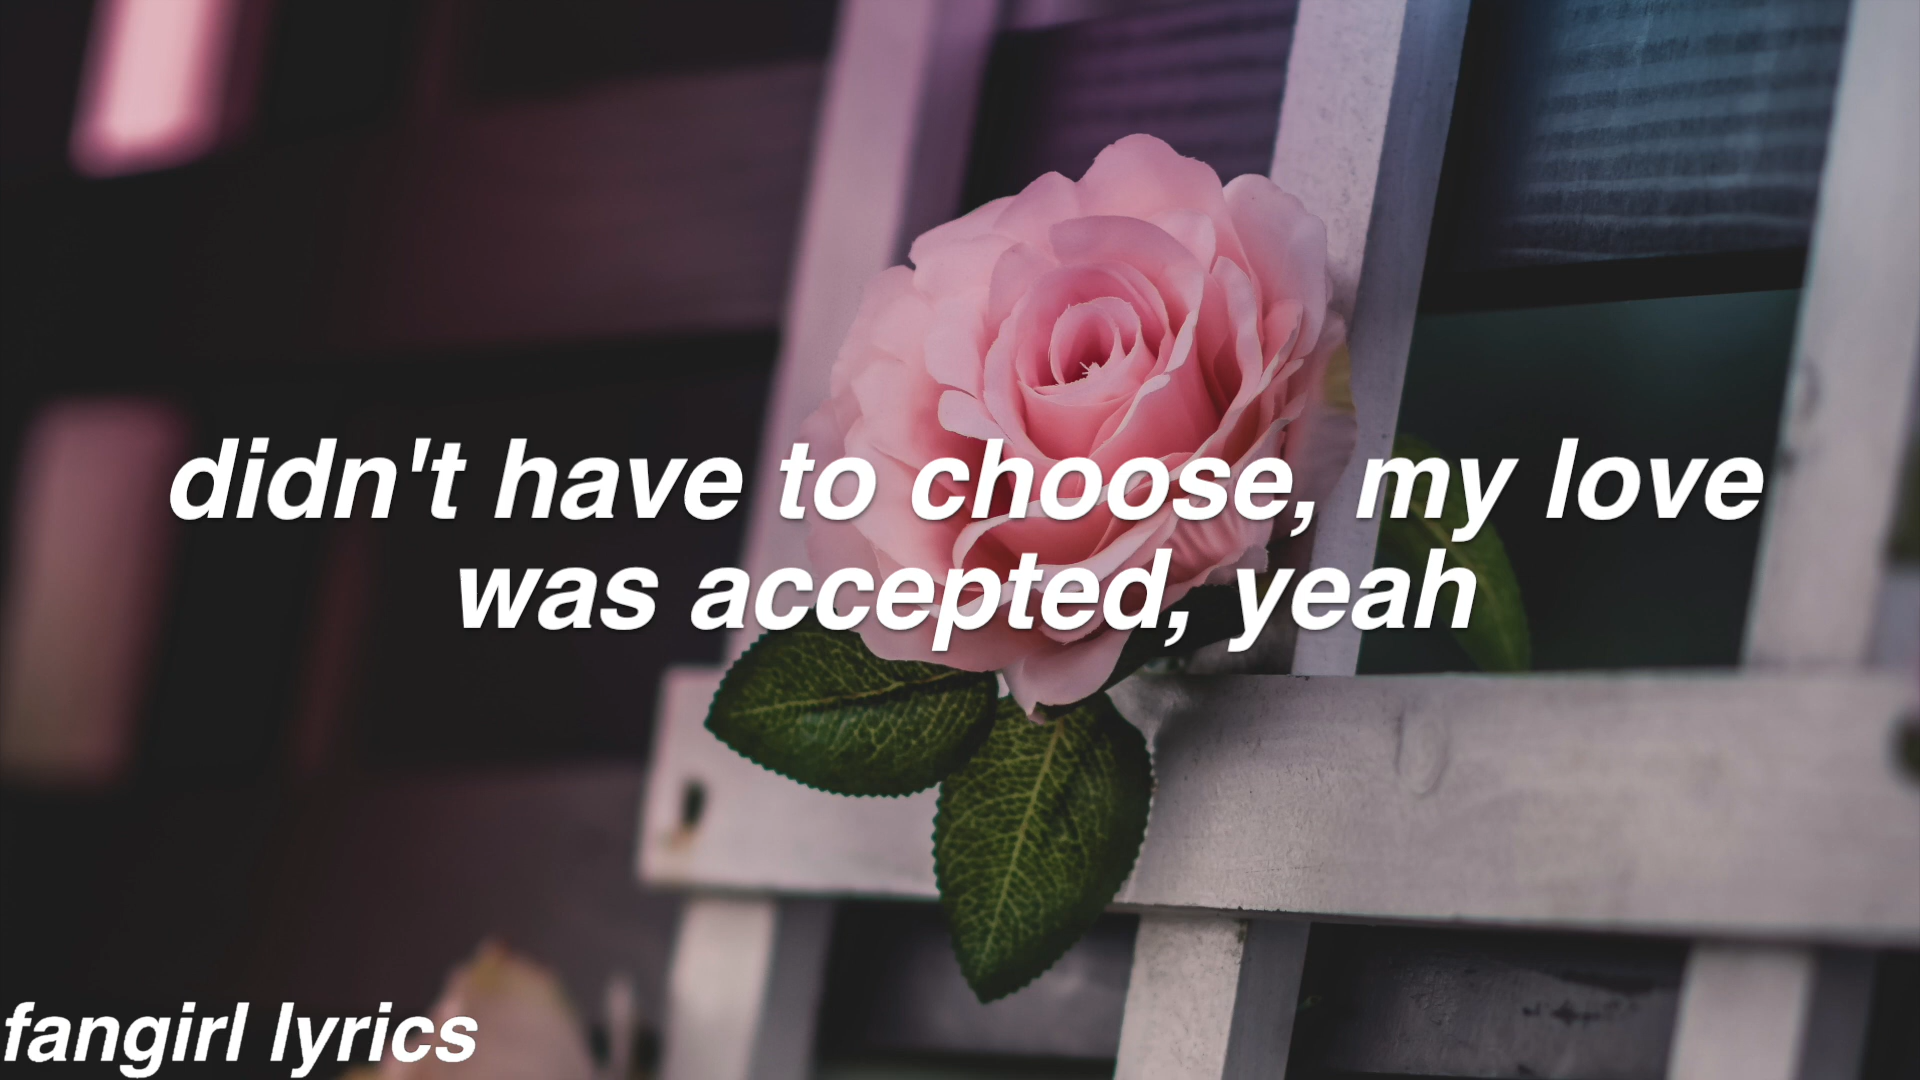 didn't have to choose, my love
was accepted, yeah
fangirl lyrics